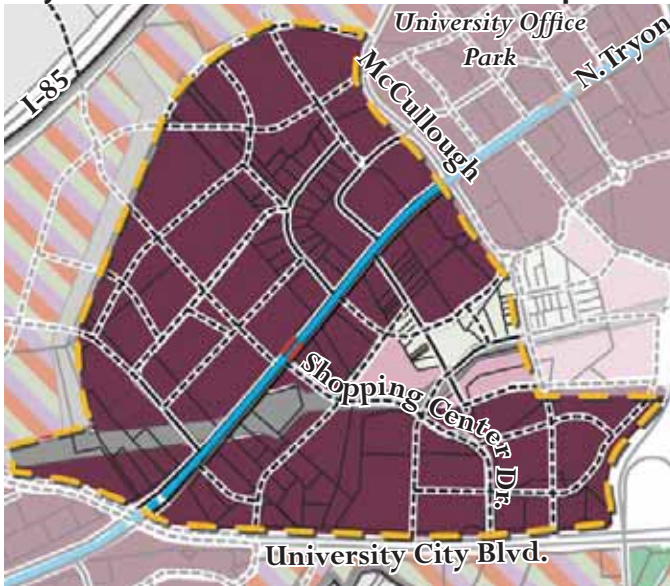 University Office
Park
I-85
McCullough
N. Tryon
Shopping Center Dr.
University City Blvd.